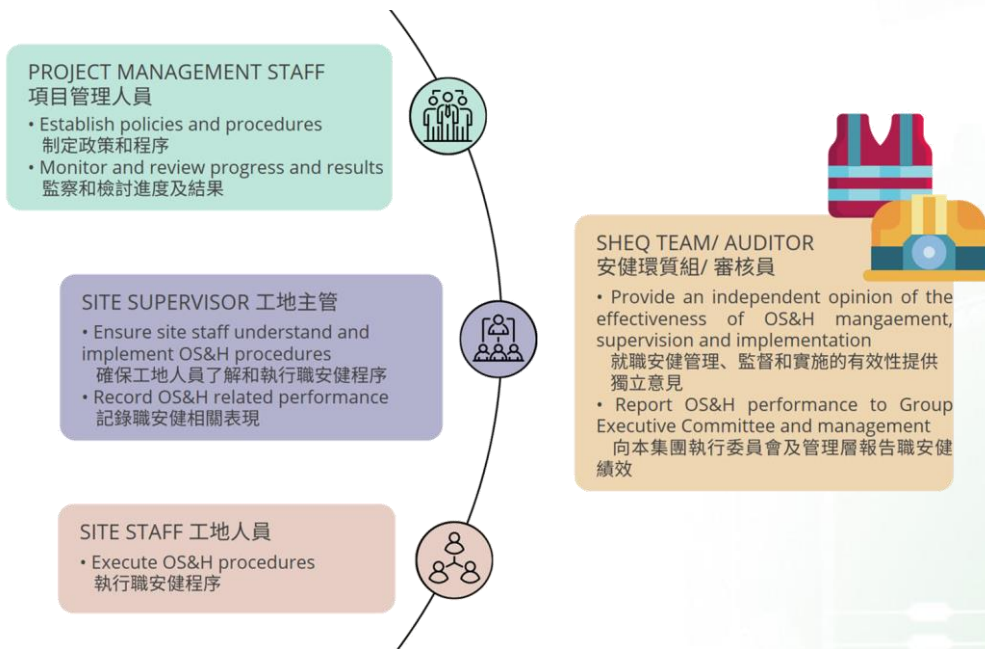 PROJECT MANAGEMENT STAFF
項目管理人員
• Establish policies and procedures
制定政策和程序
• Monitor and review progress and results
監察和檢討進度及結果
SITE SUPERVISOR 工地主管
• Ensure site staff understand and
implement OS&H procedures
確保工地人員了解和執行職安健程序
• Record OS&H related performance
記錄職安健相關表現
SITE STAFF 工地人員
• Execute OS&H procedures
執行職安健程序
SHEQ TEAM/ AUDITOR
安健環質組/ 審核員
• Provide an independent opinion of the
effectiveness of OS&H mangaement,
supervision and implementation
就職安健管理、監督和實施的有效性提供
獨立意見
• Report OS&H performance to Group
Executive Committee and management
向本集團執行委員會及管理層報告職安健
績效